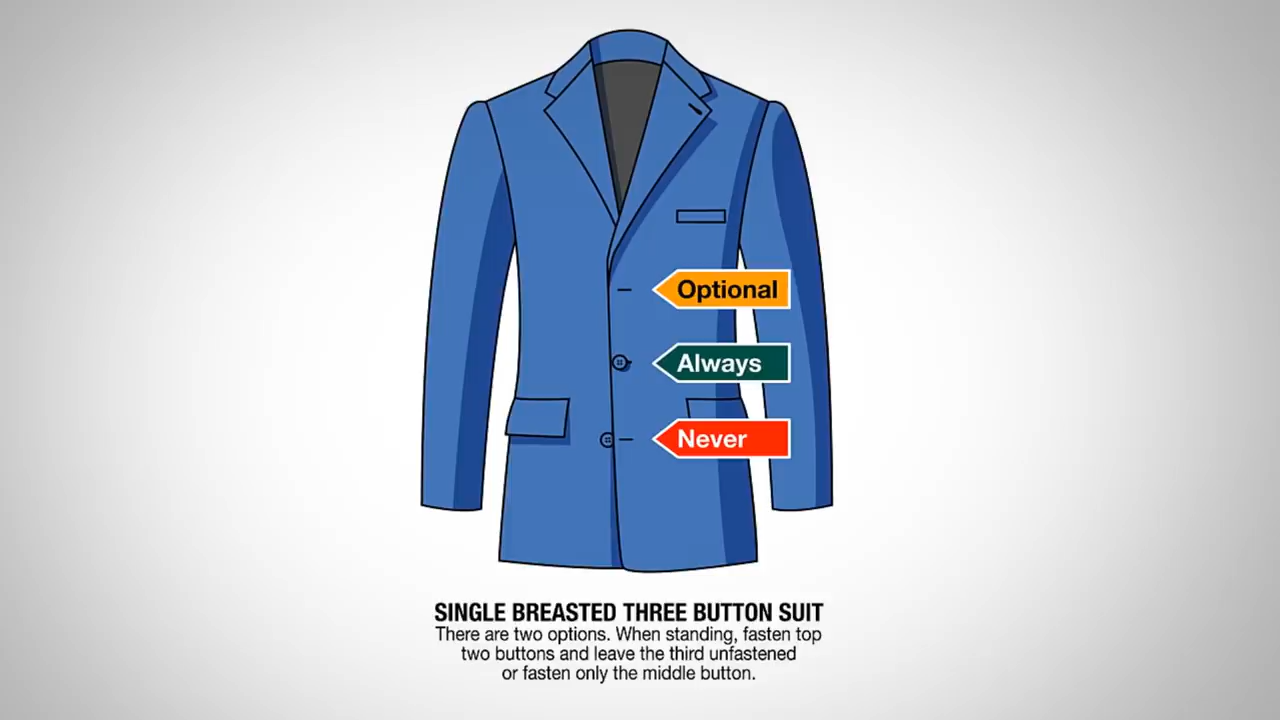 Optional
Always
Never
SINGLE BREASTED THREE BUTTON SUIT
There are two options. When standing, fasten top
two buttons and leave the third unfastened
or fasten only the middle button.